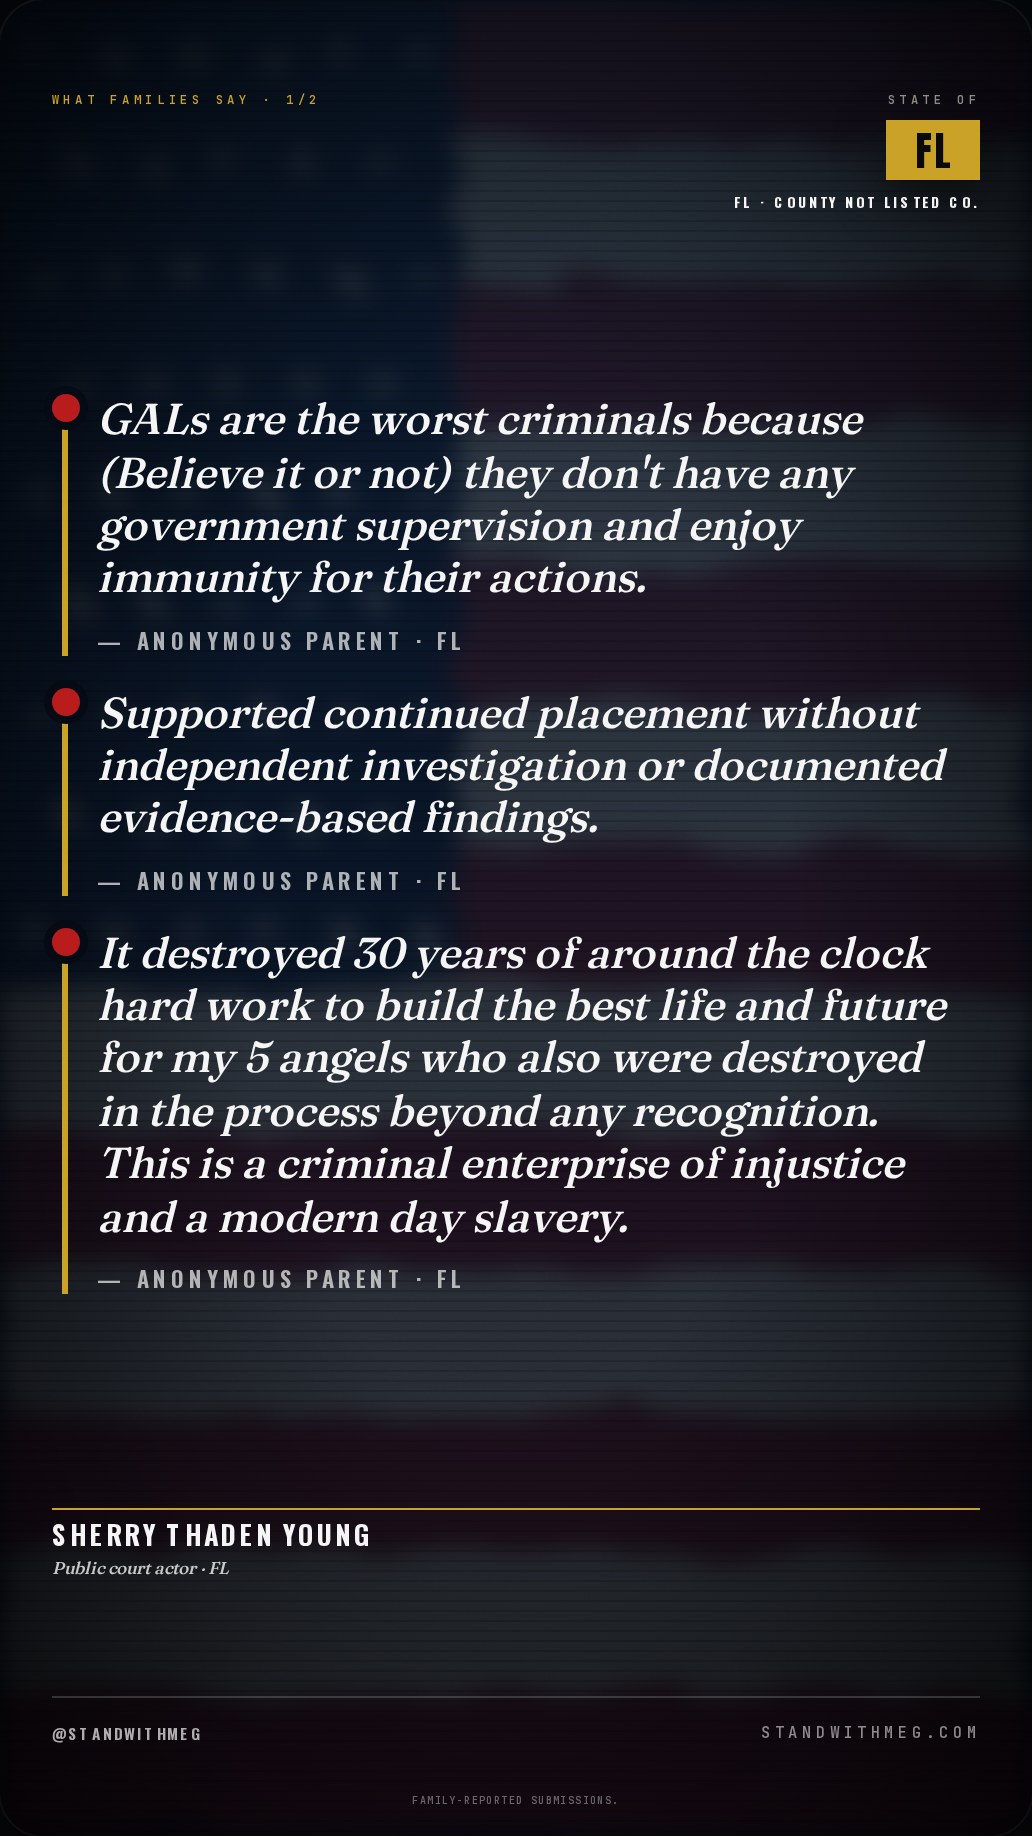 WHAT FAMILIES SAY · 1/2
STATE OF
FL
FL · COUNTY NOT LISTED CO.
GALs are the worst criminals because
(Believe it or not) they don't have any
government supervision and enjoy
immunity for their actions.
— ANONYMOUS PARENT · FL
Supported continued placement without
independent investigation or documented
evidence-based findings.
— ANONYMOUS PARENT · FL
It destroyed 30 years of around the clock
hard work to build the best life and future
for my 5 angels who also were destroyed
in the process beyond any recognition.
This is a criminal enterprise of injustice
and a modern day slavery.
— ANONYMOUS PARENT · FL
SHERRY THADEN YOUNG
Public court actor · FL
@STANDWITHMEG
STANDWITHMEG.COM
FAMILY-REPORTED SUBMISSIONS.